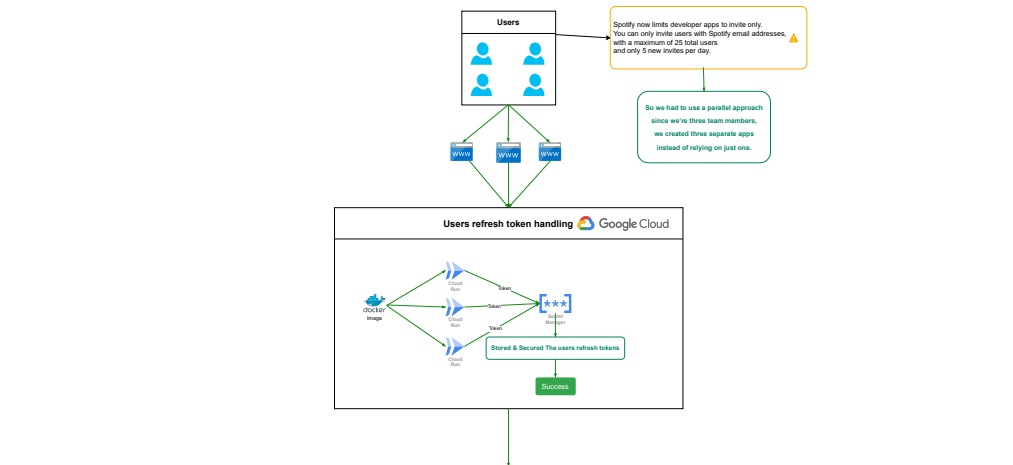 Users
Spotify now limits developer apps to invite only.
You can only invite users with Spotify email addresses,
with a maximum of 25 total users
and only 5 new invites per day.
So we had to use a parallel approach
since we're three team members,
we created three separate apps
instead of relying on just one.
WWW
WWW
WWW
Users refresh token handling
Google Cloud
Cloud
Run
Token
docker
Image
Cloud
Run
Token
[***]
Secret
Manager
Token
Cloud
Run
Stored & Secured The users refresh tokens
Success